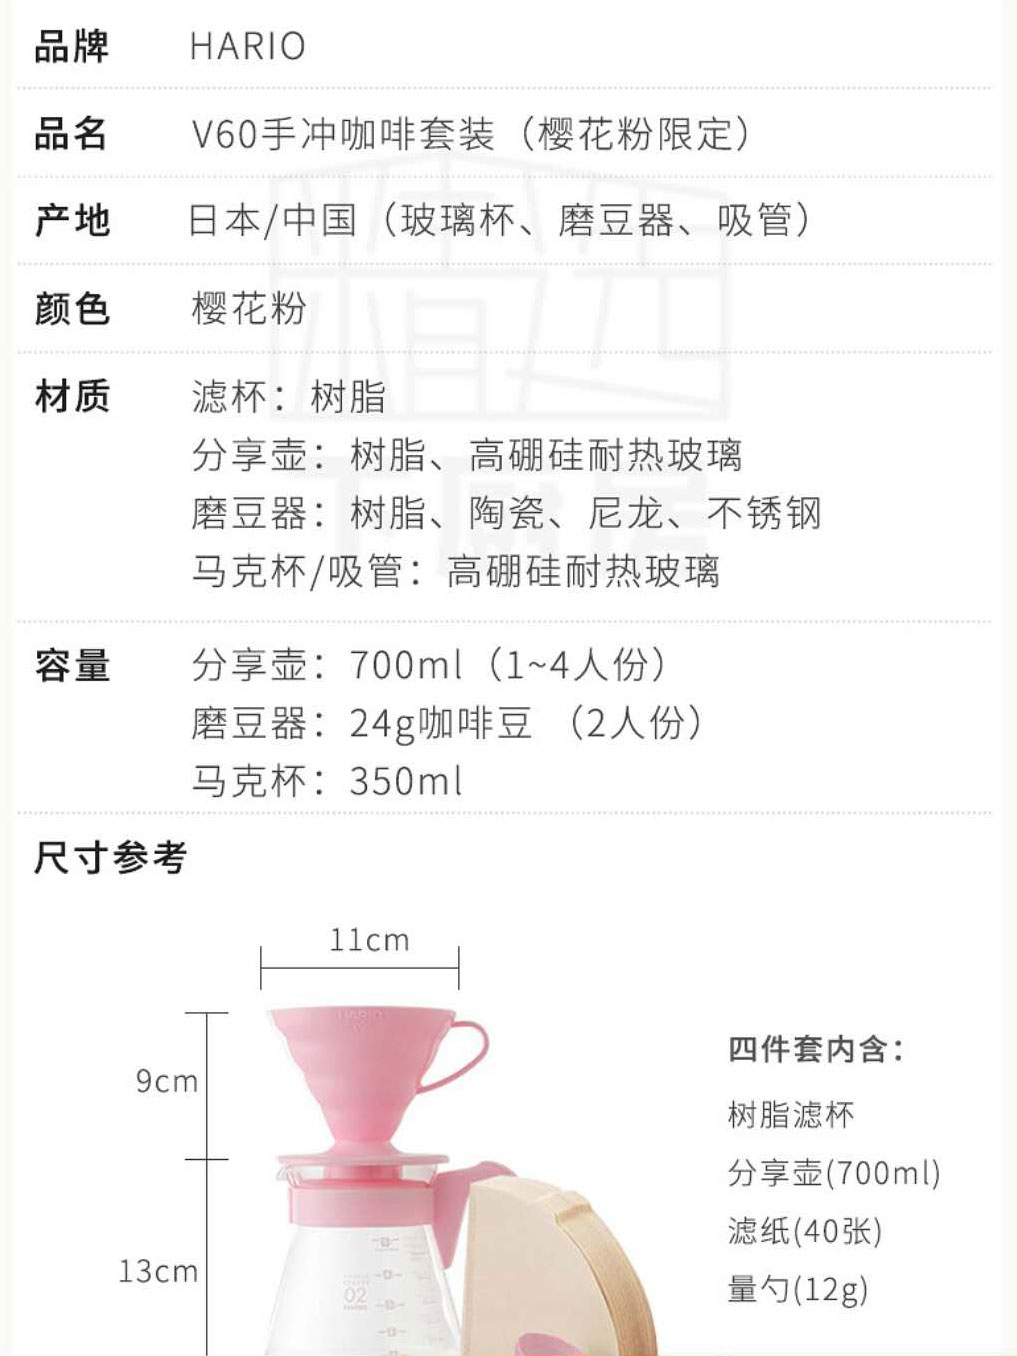 品牌 HARIO
品名 V60手冲咖啡套装（樱花粉限定）
产地 日本/中国（玻璃杯、磨豆器、吸管）
颜色 樱花粉
材质 滤杯：树脂
分享壶：树脂、高硼硅耐热玻璃
磨豆器：树脂、陶瓷、尼龙、不锈钢
马克杯/吸管：高硼硅耐热玻璃
容量 分享壶：700ml（1~4人份）
磨豆器：24g咖啡豆 （2人份）
马克杯：350ml
尺寸参考
11cm
HARIO
9cm
13cm
02
四件套内含：
树脂滤杯
分享壶(700ml)
滤纸(40张)
量勺(12g)